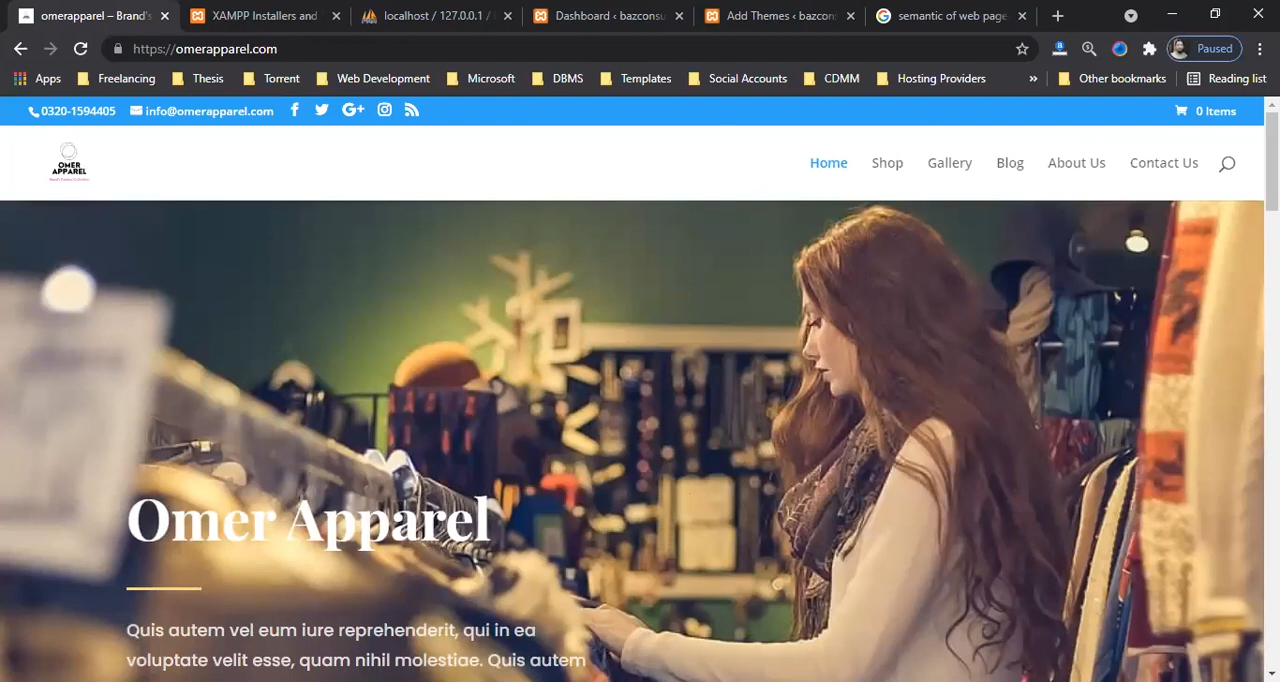 omerapparel – Brand's
XAMPP Installers and
localhost / 127.0.0.1 /
Dashboard ‹ bazconsu
Add Themes ‹ bazcon
semantic of web page
https://omerapparel.com
Paused
Apps
Freelancing
Thesis
Torrent
Web Development
Microsoft
DBMS
Templates
Social Accounts
CDMM
Hosting Providers
»
Other bookmarks
Reading list
0320-1594405
info@omerapparel.com
0 Items
OMER
APPAREL
Home
Shop
Gallery
Blog
About Us
Contact Us
Omer Apparel
Quis autem vel eum iure reprehenderit, qui in ea
voluptate velit esse, quam nihil molestiae. Quis autem